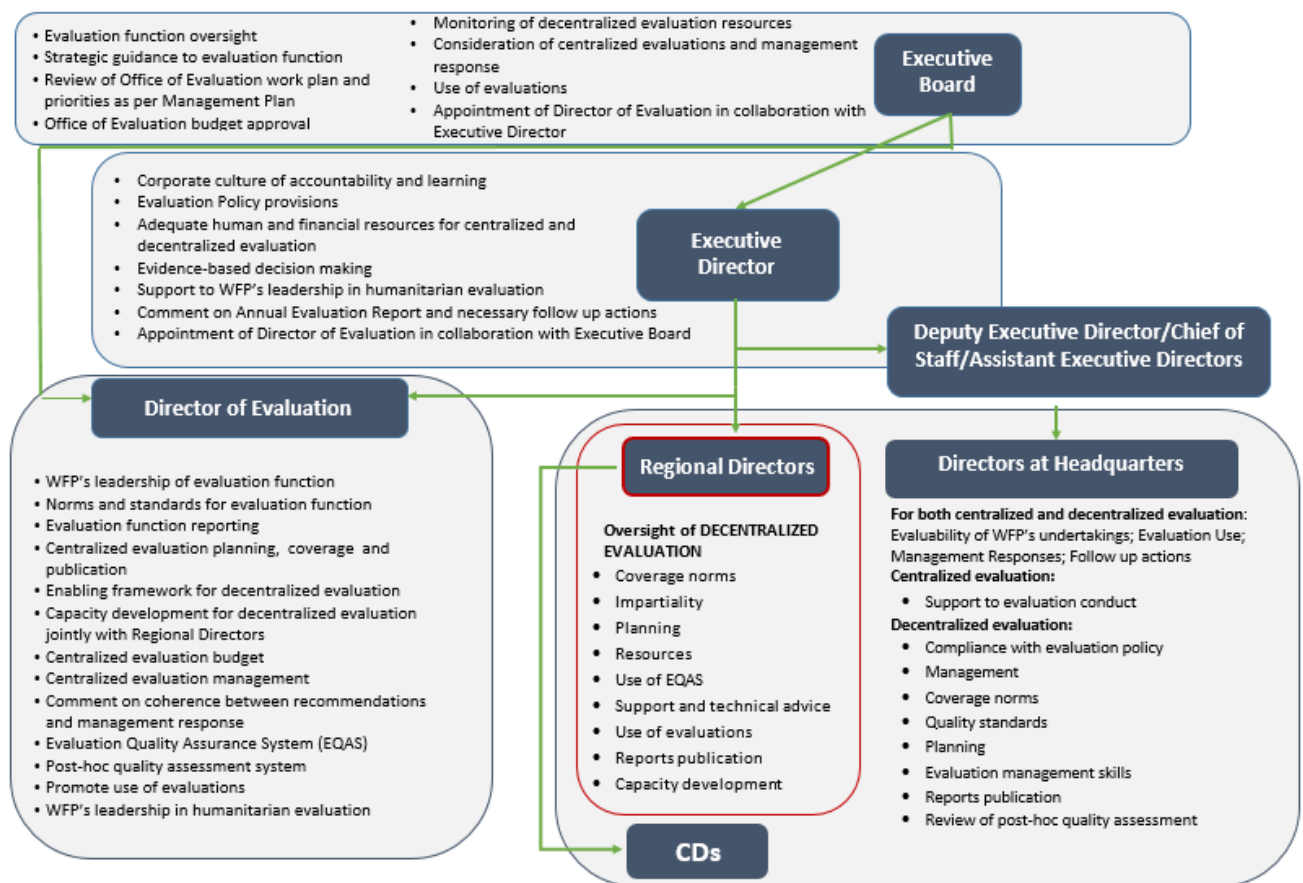 • Evaluation function oversight
• Strategic guidance to evaluation function
• Review of Office of Evaluation work plan and
priorities as per Management Plan
• Office of Evaluation budget approval
• Monitoring of decentralized evaluation resources
• Consideration of centralized evaluations and management
response
• Use of evaluations
• Appointment of Director of Evaluation in collaboration with
Executive Director
Executive
Board
• Corporate culture of accountability and learning
• Evaluation Policy provisions
• Adequate human and financial resources for centralized and
decentralized evaluation
• Evidence-based decision making
• Support to WFP's leadership in humanitarian evaluation
• Comment on Annual Evaluation Report and necessary follow up actions
• Appointment of Director of Evaluation in collaboration with Executive Board
Executive
Director
Deputy Executive Director/Chief of
Staff/Assistant Executive Directors
Director of Evaluation
• WFP's leadership of evaluation function
• Norms and standards for evaluation function
• Evaluation function reporting
• Centralized evaluation planning, coverage and
publication
• Enabling framework for decentralized evaluation
• Capacity development for decentralized evaluation
jointly with Regional Directors
• Centralized evaluation budget
• Centralized evaluation management
• Comment on coherence between recommendations
and management response
• Evaluation Quality Assurance System (EQAS)
• Post-hoc quality assessment system
• Promote use of evaluations
• WFP's leadership in humanitarian evaluation
Regional Directors
Oversight of DECENTRALIZED
EVALUATION
• Coverage norms
• Impartiality
• Planning
• Resources
• Use of EQAS
• Support and technical advice
• Use of evaluations
• Reports publication
• Capacity development
CDs
Directors at Headquarters
For both centralized and decentralized evaluation:
Evaluability of WFP's undertakings; Evaluation Use;
Management Responses; Follow up actions
Centralized evaluation:
• Support to evaluation conduct
Decentralized evaluation:
• Compliance with evaluation policy
• Management
• Coverage norms
• Quality standards
• Planning
• Evaluation management skills
• Reports publication
• Review of post-hoc quality assessment